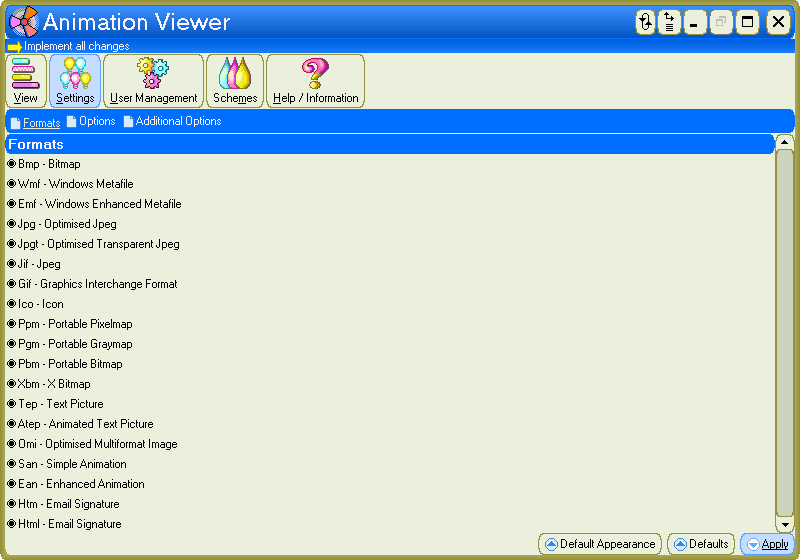 Animation Viewer
Implement all changes
View Settings User Management Schemes Help / Information
Formats Options Additional Options
Formats
Bmp - Bitmap
Wmf - Windows Metafile
Emf - Windows Enhanced Metafile
Jpg - Optimised Jpeg
Jpgt - Optimised Transparent Jpeg
Jif - Jpeg
Gif - Graphics Interchange Format
Ico - Icon
Ppm - Portable Pixelmap
Pgm - Portable Graymap
Pbm - Portable Bitmap
Xbm - X Bitmap
Tep - Text Picture
Atep - Animated Text Picture
Omi - Optimised Multiformat Image
San - Simple Animation
Ean - Enhanced Animation
Htm - Email Signature
Html - Email Signature
Default Appearance Defaults Apply